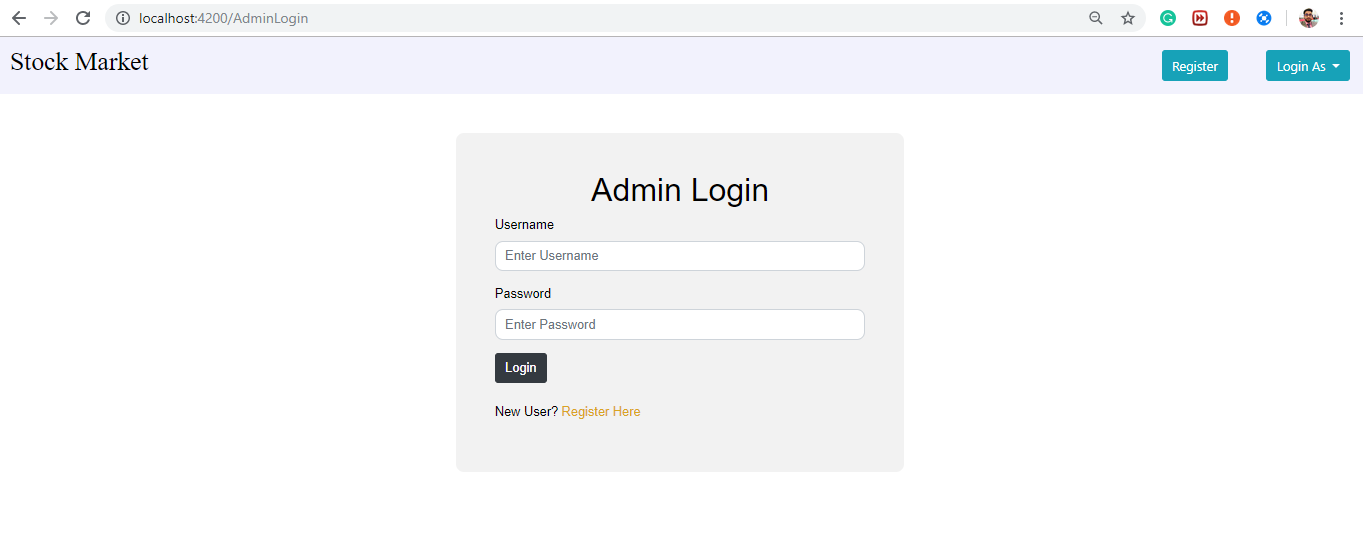 localhost:4200/AdminLogin
Stock Market
Register
Login As
Admin Login
Username
Enter Username
Password
Enter Password
Login
New User? Register Here